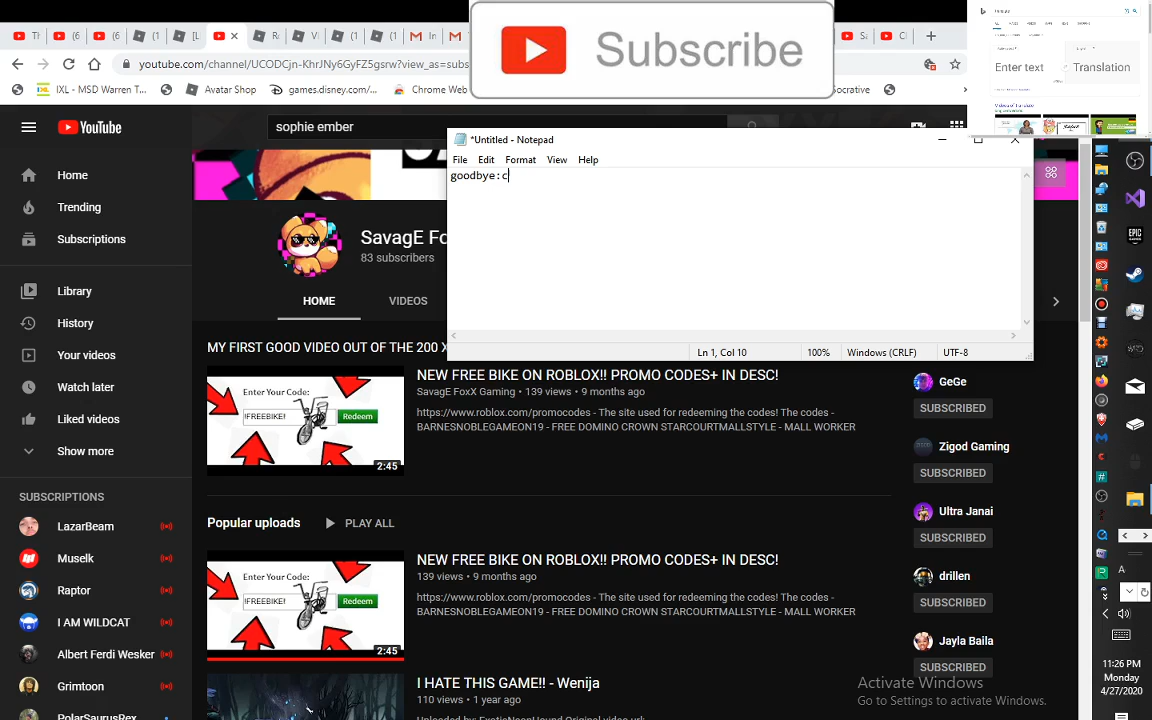 Subscribe
youtube.com/channel/UCODCjn-KhrJNy6GyFZ5gsrw?view_as=subs
IXL - MSD Warren T...
Avatar Shop
games.disney.com/...
Chrome Web
Socrative
Enter text
Translation
YouTube
sophie ember
*Untitled - Notepad
File Edit Format View Help
goodbye:c
Ln 1, Col 10
100%
Windows (CRLF)
UTF-8
Home
Trending
Subscriptions
Library
History
Your videos
Watch later
Liked videos
Show more
SUBSCRIPTIONS
LazarBeam
Muselk
Raptor
I AM WILDCAT
Albert Ferdi Wesker
Grimtoon
PolarSaurusRex
SavagE Fo
83 subscribers
HOME
VIDEOS
MY FIRST GOOD VIDEO OUT OF THE 200 X
Enter Your Code:
!FREEBIKE!
Redeem
2:45
NEW FREE BIKE ON ROBLOX!! PROMO CODES+ IN DESC!
SavagE FoxX Gaming • 139 views • 9 months ago
https://www.roblox.com/promocodes - The site used for redeeming the codes! The codes -
BARNESNOBLEGAMEON19 - FREE DOMINO CROWN STARCOURTMALLSTYLE - MALL WORKER
Popular uploads
PLAY ALL
Enter Your Code:
!FREEBIKE!
Redeem
2:45
NEW FREE BIKE ON ROBLOX!! PROMO CODES+ IN DESC!
139 views • 9 months ago
https://www.roblox.com/promocodes - The site used for redeeming the codes! The codes -
BARNESNOBLEGAMEON19 - FREE DOMINO CROWN STARCOURTMALLSTYLE - MALL WORKER
I HATE THIS GAME!! - Wenija
110 views • 1 year ago
GeGe
SUBSCRIBED
Zigod Gaming
SUBSCRIBED
Ultra Janai
SUBSCRIBED
drillen
SUBSCRIBED
Jayla Baila
SUBSCRIBED
Activate Windows
Go to Settings to activate Windows.
EPIC
11:26 PM
Monday
4/27/2020